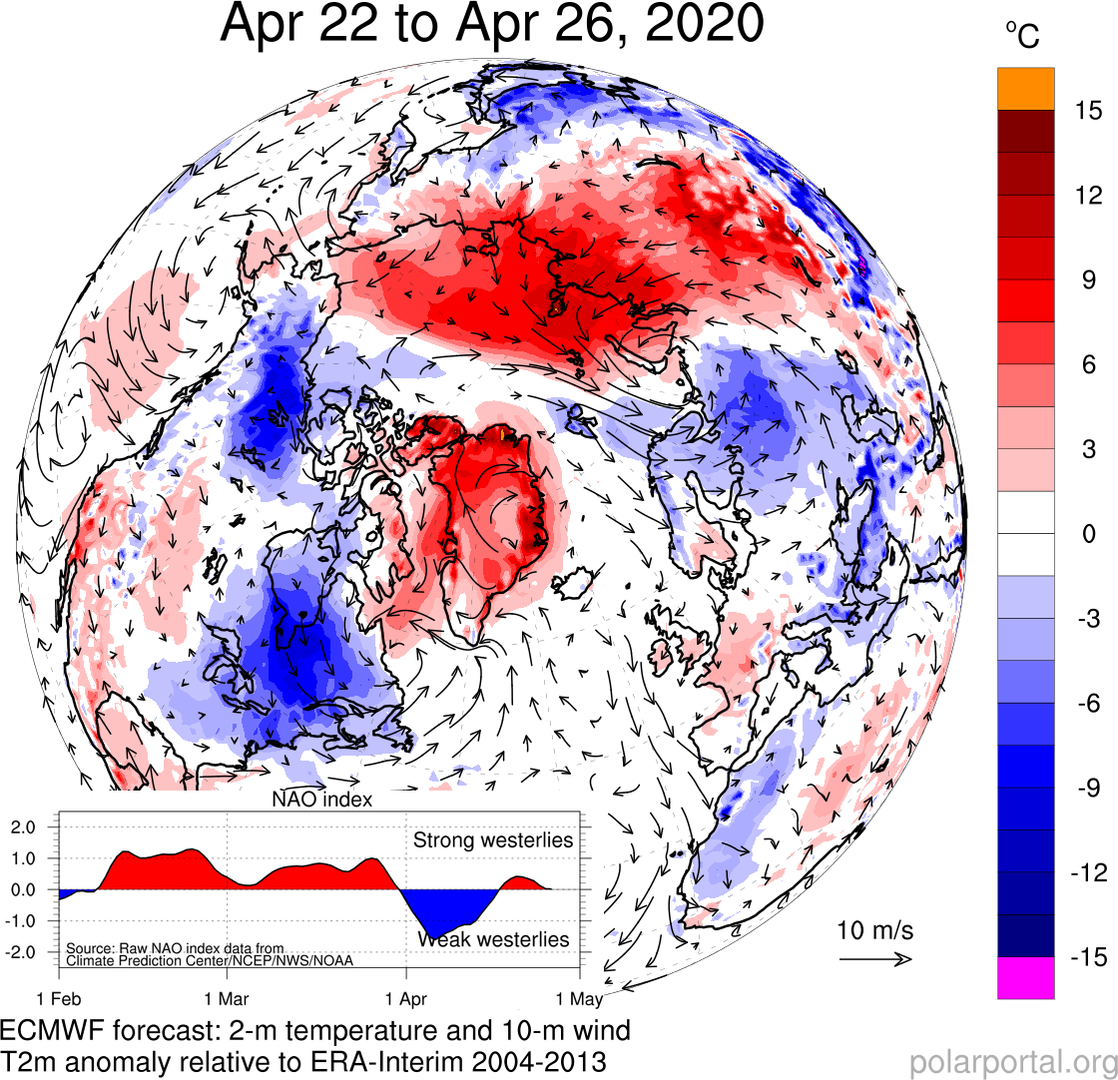 Apr 22 to Apr 26, 2020
oC
15
12
9
6
3
0
-3
-6
-9
-12
-15
10 m/s
NAO index
2.0
1.0
0.0
-1.0
-2.0
Strong westerlies
Weak westerlies
Source: Raw NAO index data from
Climate Prediction Center/NCEP/NWS/NOAA
1 Feb
1 Mar
1 Apr
1 May
ECMWF forecast: 2-m temperature and 10-m wind
T2m anomaly relative to ERA-Interim 2004-2013
polarportal.org